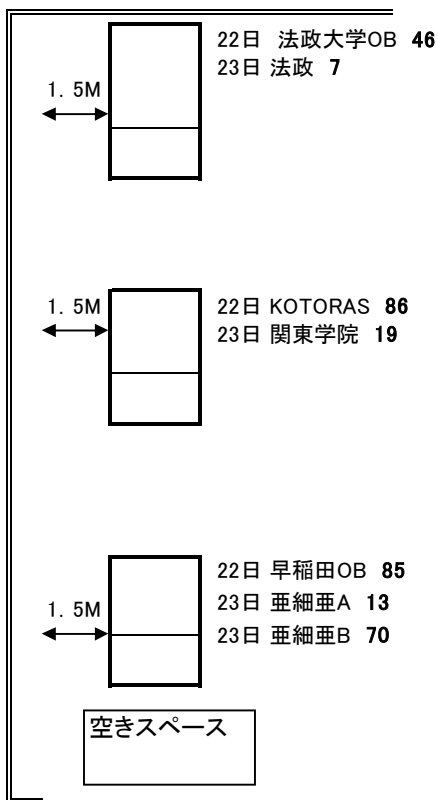 22日 法政大学OB 46
23日 法政 7
1. 5M
22日 KOTORAS 86
23日 関東学院 19
1. 5M
22日 早稲田OB 85
23日 亜細亜A 13
23日 亜細亜B 70
1. 5M
空きスペース